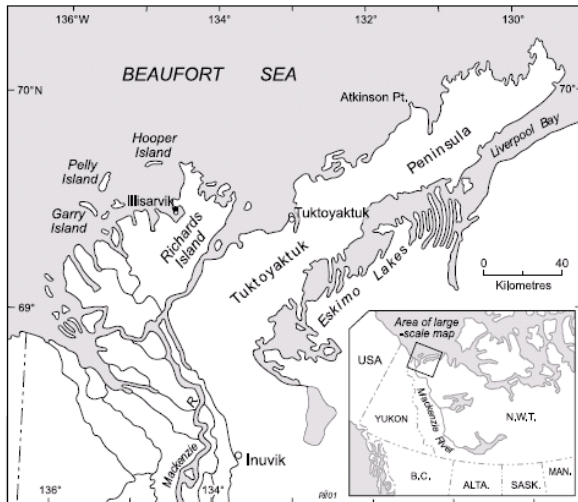 136°W
134°
132°
130°
70°N
BEAUFORT SEA
Atkinson Pt.
70°
Hooper
Island
Pelly
Island
Illisarvik
Garry
Island
Richards
Island
Tuktoyaktuk
Tuktoyaktuk
Peninsula
Liverpool Bay
Eskimo Lakes
0
40
Kilometres
69°
Mackenzie R.
Inuvik
136°
134°
Area of large
-scale map
USA
YUKON
Mackenzie River
N.W.T.
B.C.
ALTA.
SASK.
MAN.